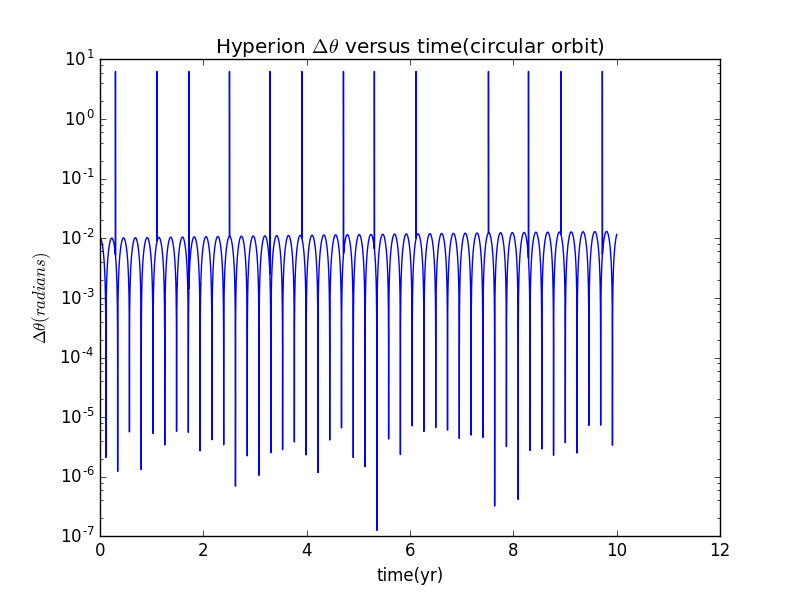 Hyperion Δθ versus time(circular orbit)
10^1
10^0
10^-1
10^-2
10^-3
10^-4
10^-5
10^-6
10^-7
Δθ(radians)
0 2 4 6 8 10 12
time(yr)